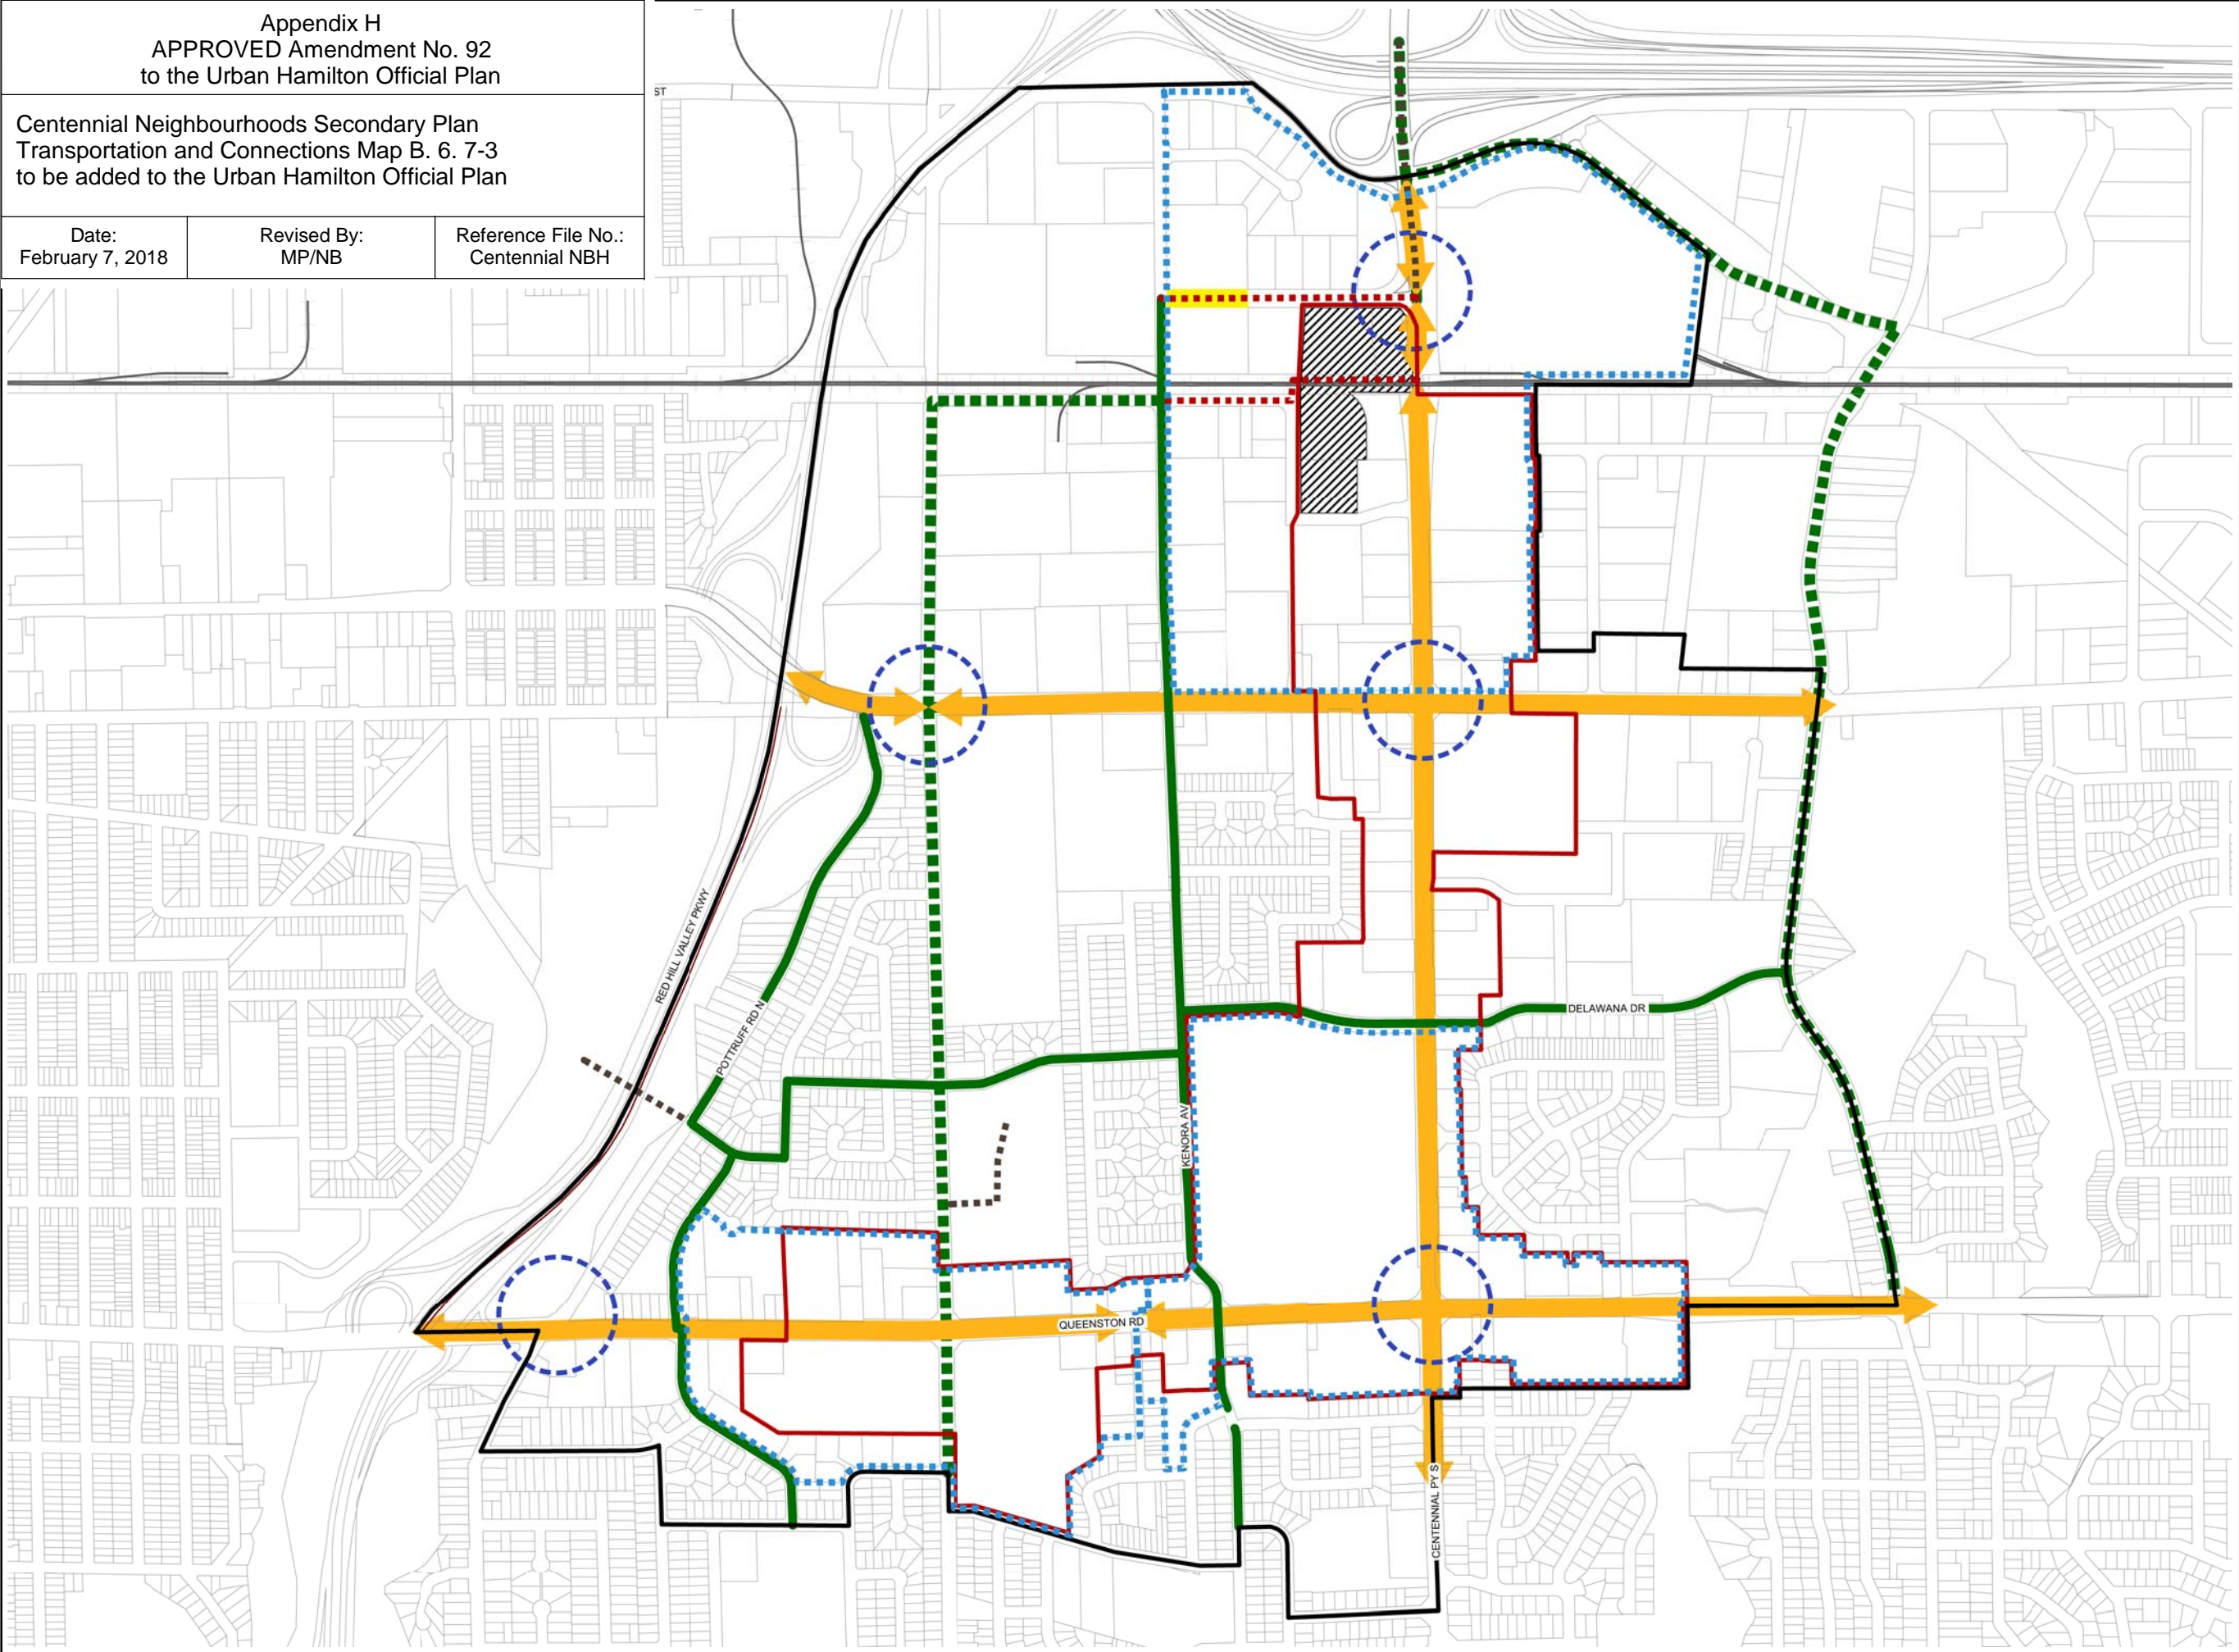 Appendix H
APPROVED Amendment No. 92
to the Urban Hamilton Official Plan
Centennial Neighbourhoods Secondary Plan
Transportation and Connections Map B. 6. 7-3
to be added to the Urban Hamilton Official Plan
Date:
February 7, 2018
Revised By:
MP/NB
Reference File No.:
Centennial NBH
ST
RED HILL VALLEY PKWY
POTTRUFF RD N
DELAWANA DR
KENORA AV
QUEENSTON RD
CENTENNIAL PY S